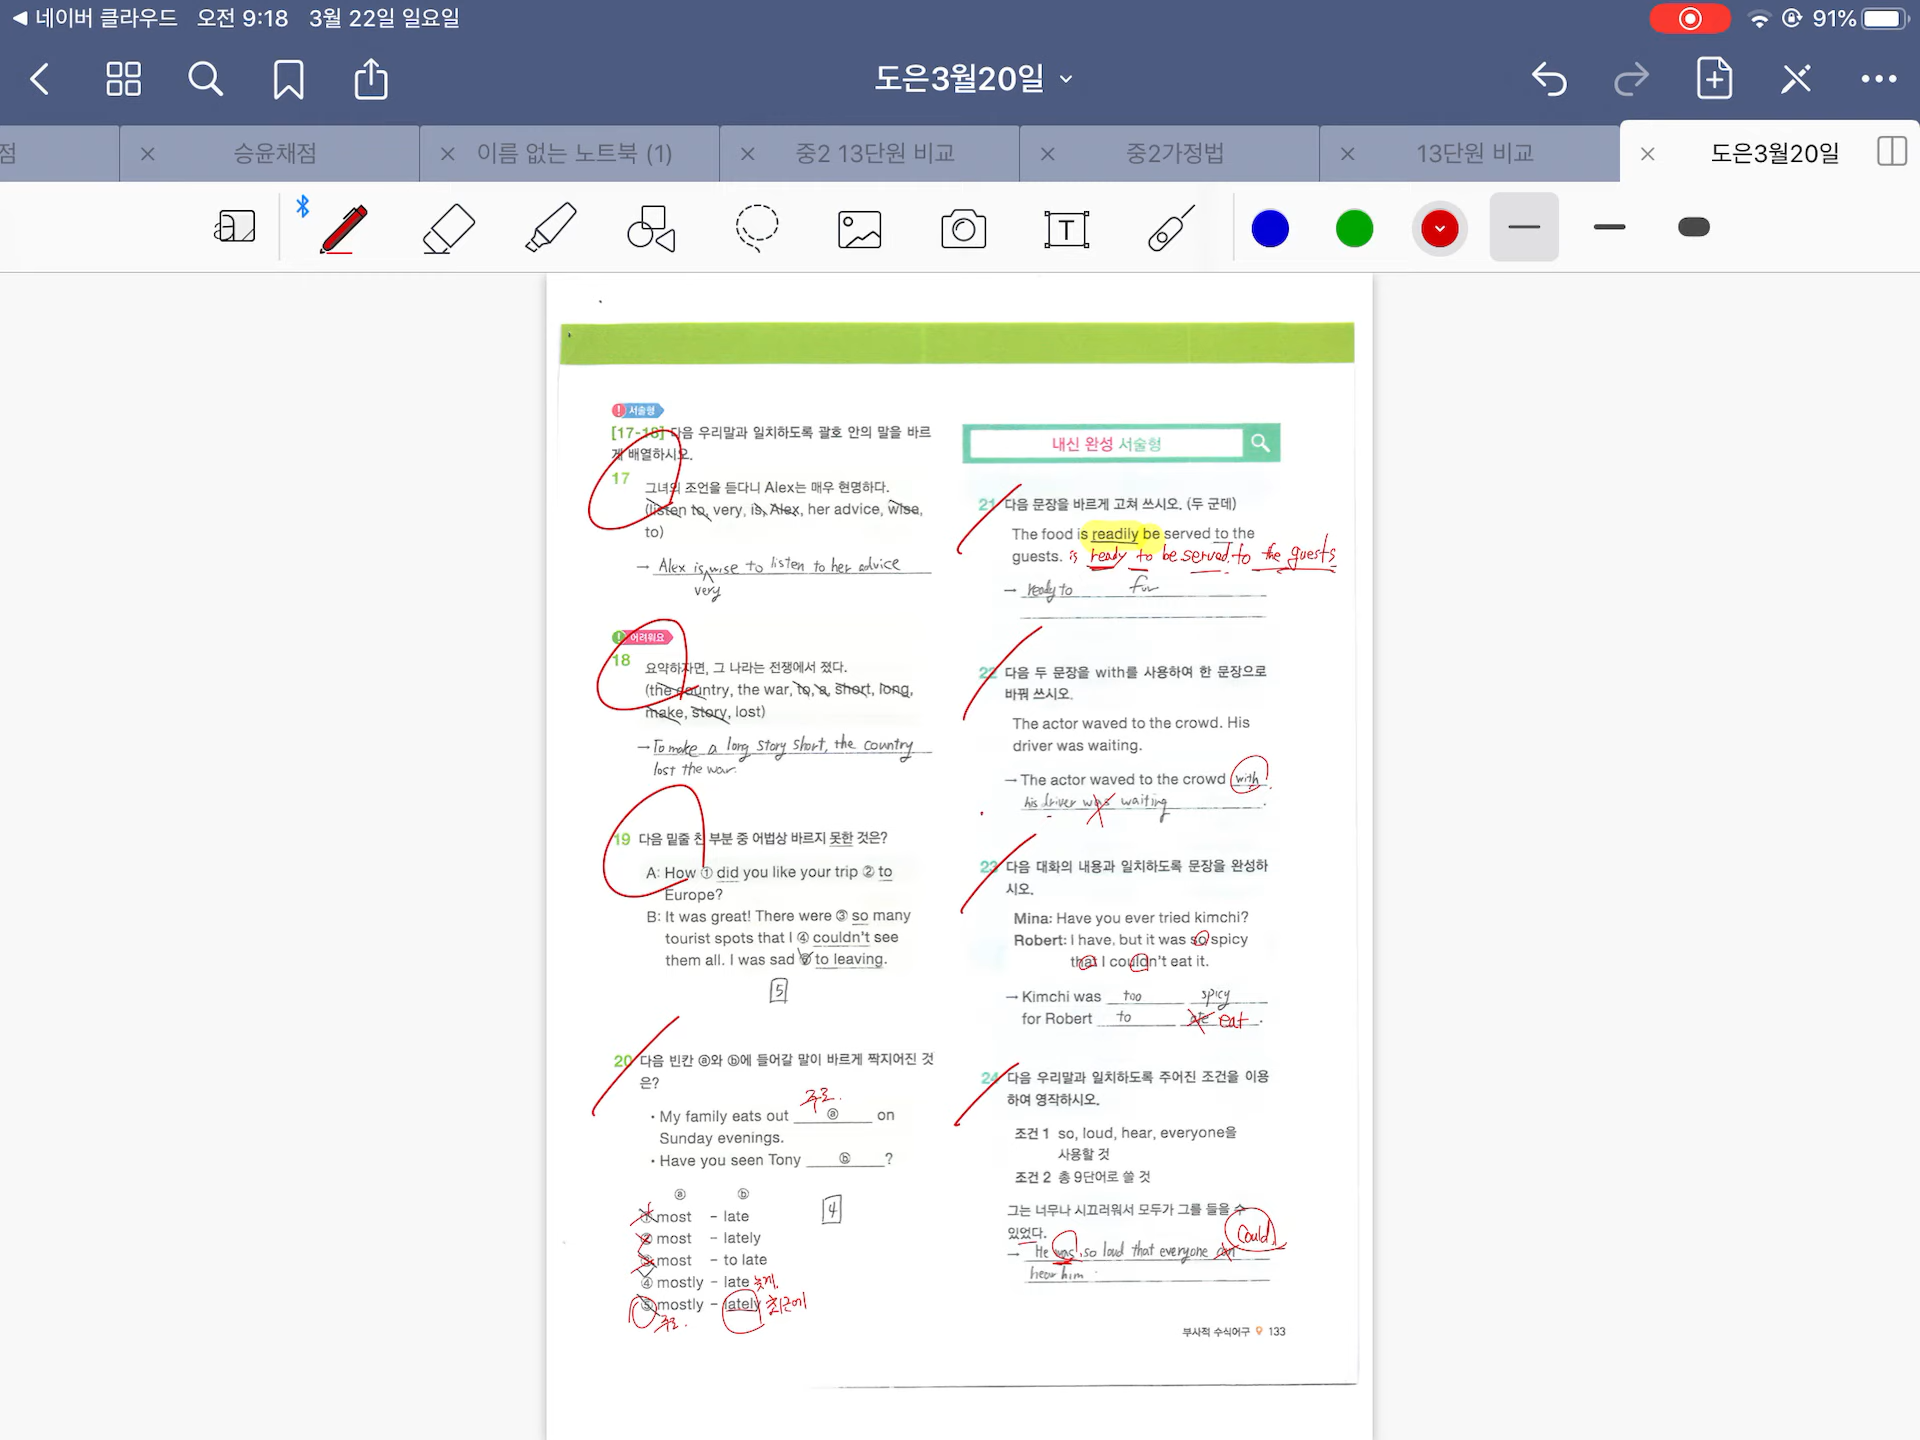 ◀ 네이버 클라우드 오전 9:18 3월 22일 일요일
91%
도은3월20일
점
승윤채점
이름 없는 노트북 (1)
중2 13단원 비교
중2가정법
13단원 비교
도은3월20일
! 서술형
[17-18] 다음 우리말과 일치하도록 괄호 안의 말을 바르
게 배열하시오.
17
그녀의 조언을 듣다니 Alex는 매우 현명하다.
(listen to, very, is, Alex, her advice, wise,
to)
→ Alex is wise to listen to her advice
very
! 어려워요
18
요약하자면, 그 나라는 전쟁에서 졌다.
(the country, the war, to, a, short, long,
make, story, lost)
→ To make a long story short, the country
lost the war.
19 다음 밑줄 친 부분 중 어법상 바르지 못한 것은?
A: How ① did you like your trip ② to
Europe?
B: It was great! There were ③ so many
tourist spots that I ④ couldn't see
them all. I was sad ⑤ to leaving.
5
20 다음 빈칸 ⓐ와 ⓑ에 들어갈 말이 바르게 짝지어진 것
은?
주로.
• My family eats out ⓐ on
Sunday evenings.
• Have you seen Tony ⓑ ?
ⓐ ⓑ
① most - late
4
② most - lately
③ most - to late
④ mostly - late 늦게.
⑤ mostly - lately 최근에
주로.
내신 완성 서술형
21 다음 문장을 바르게 고쳐 쓰시오. (두 군데)
The food is readily be served to the
guests. is ready to be served to the guests
→ ready to for
22 다음 두 문장을 with를 사용하여 한 문장으로
바꿔 쓰시오.
The actor waved to the crowd. His
driver was waiting.
→ The actor waved to the crowd with
his driver was waiting.
23 다음 대화의 내용과 일치하도록 문장을 완성하
시오.
Mina: Have you ever tried kimchi?
Robert: I have, but it was so spicy
that I couldn't eat it.
→ Kimchi was too spicy
for Robert to ate eat.
24 다음 우리말과 일치하도록 주어진 조건을 이용
하여 영작하시오.
조건 1 so, loud, hear, everyone을
사용할 것
조건 2 총 9단어로 쓸 것
그는 너무나 시끄러워서 모두가 그를 들을 수
있었다.
Could
→ He was so loud that everyone can
hear him.
부사적 수식어구 133